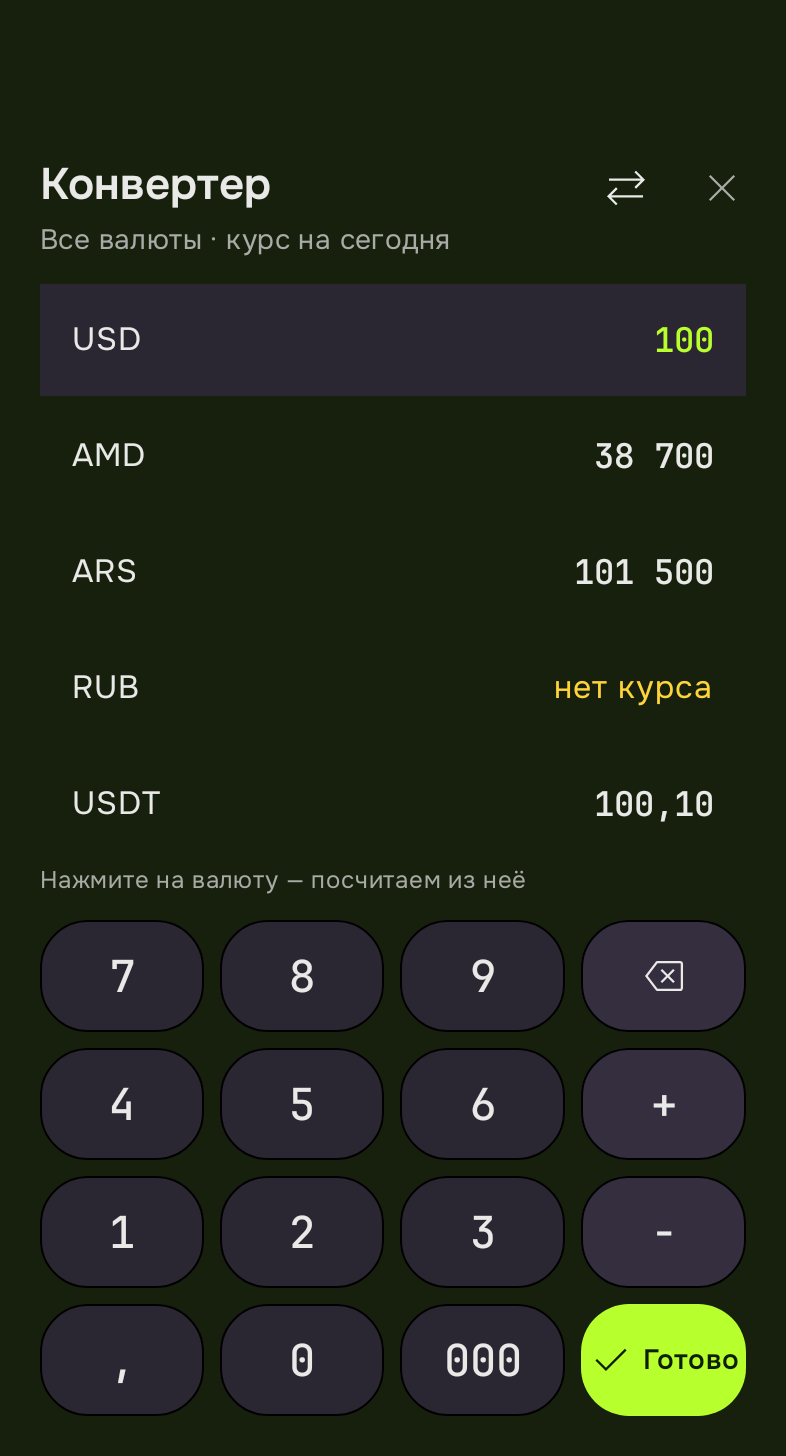 Конвертер
Все валюты · курс на сегодня
USD 100
AMD 38 700
ARS 101 500
RUB нет курса
USDT 100,10
Нажмите на валюту — посчитаем из неё
7 8 9
4 5 6 +
1 2 3 -
, 0 000 Готово